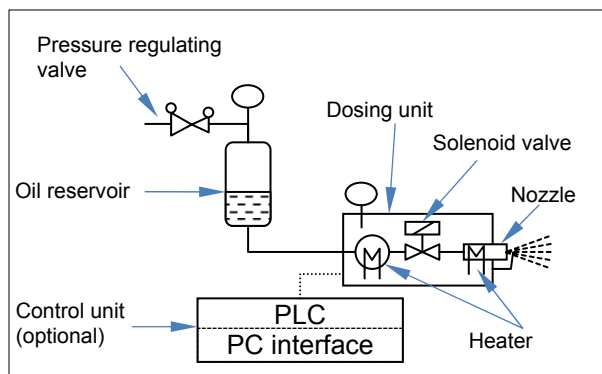 Pressure regulating
valve
Dosing unit
Solenoid valve
Nozzle
Oil reservoir
Control unit
(optional)
PLC
PC interface
Heater